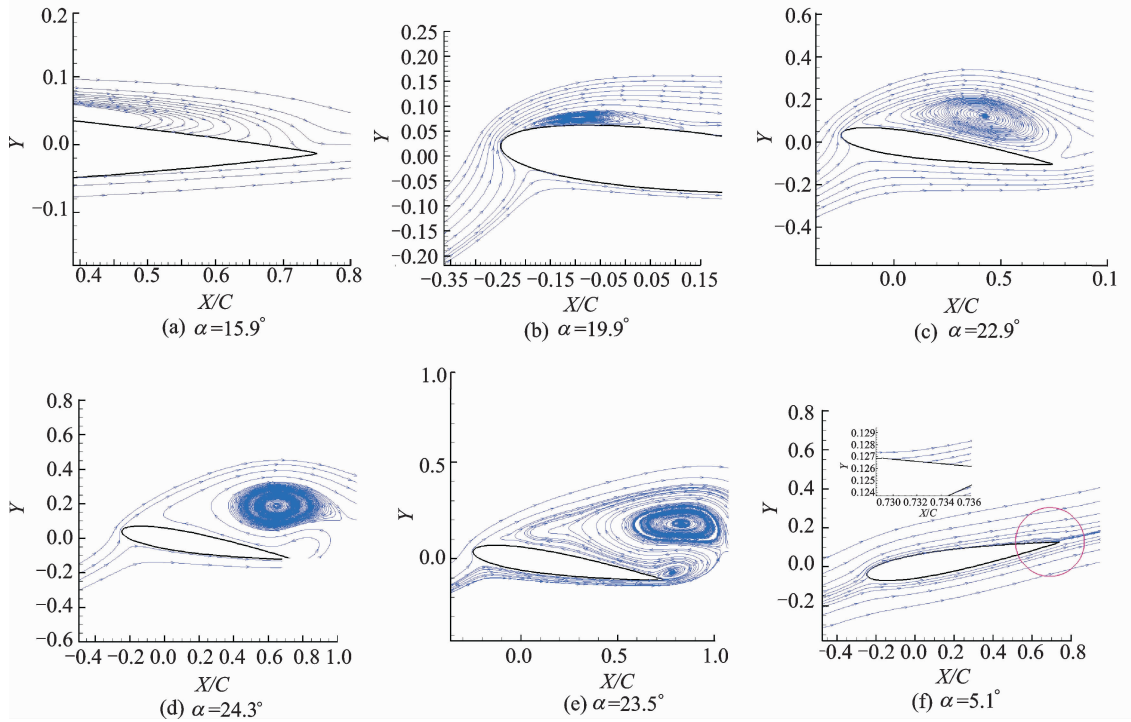 0.2
0.1
0.0
−0.1
Y
0.4 0.5 0.6 0.7 0.8
X/C
(a) α=15.9°
0.25
0.20
0.15
0.10
0.05
0.00
0.05
−0.10
−0.15
−0.20
Y
−0.35 −0.25 −0.15 −0.05 0.05 0.15
X/C
(b) α=19.9°
0.6
0.4
0.2
0.0
−0.2
−0.4
Y
0.0 0.5 0.1
X/C
(c) α=22.9°
0.8
0.6
0.4
0.2
0.0
−0.2
−0.4
−0.6
Y
−0.4 −0.2 0.0 0.2 0.4 0.6 0.8 1.0
X/C
(d) α=24.3°
1.0
0.5
0.0
Y
0.0 0.5 1.0
X/C
(e) α=23.5°
0.8
0.6
0.4
0.2
0.0
−0.2
Y
0.129
0.128
0.127
0.126
0.125
0.124
Y
0.730 0.732 0.734 0.736
X/C
−0.4 −0.2 0.0 0.2 0.4 0.6 0.8
X/C
(f) α=5.1°